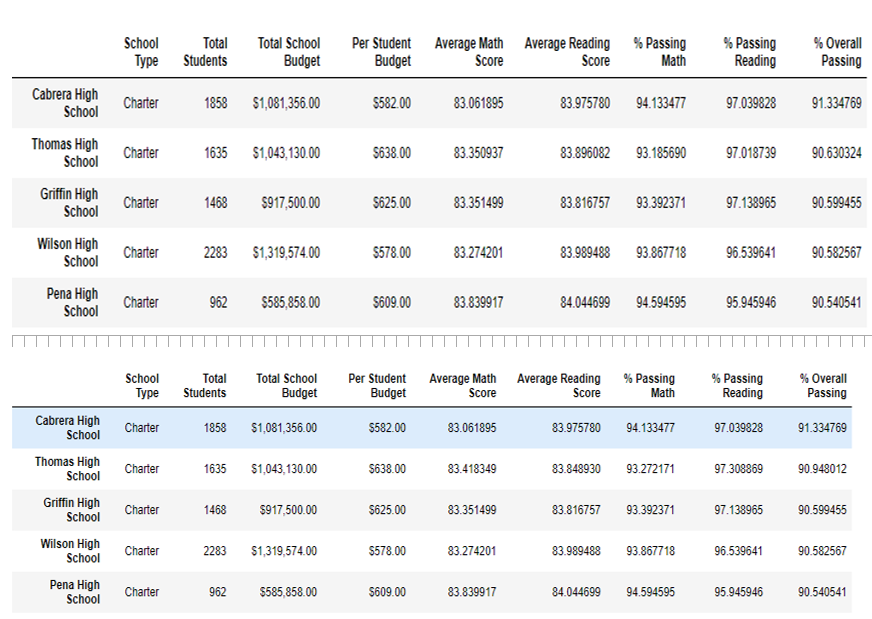 School Type Total Students Total School Budget Per Student Budget Average Math Score Average Reading Score % Passing Math % Passing Reading % Overall Passing
Cabrera High School Charter 1858 $1,081,356.00 $582.00 83.061895 83.975780 94.133477 97.039828 91.334769
Thomas High School Charter 1635 $1,043,130.00 $638.00 83.350937 83.896082 93.185690 97.018739 90.630324
Griffin High School Charter 1468 $917,500.00 $625.00 83.351499 83.816757 93.392371 97.138965 90.599455
Wilson High School Charter 2283 $1,319,574.00 $578.00 83.274201 83.989488 93.867718 96.539641 90.582567
Pena High School Charter 962 $585,858.00 $609.00 83.839917 84.044699 94.594595 95.945946 90.540541
School Type Total Students Total School Budget Per Student Budget Average Math Score Average Reading Score % Passing Math % Passing Reading % Overall Passing
Cabrera High School Charter 1858 $1,081,356.00 $582.00 83.061895 83.975780 94.133477 97.039828 91.334769
Thomas High School Charter 1635 $1,043,130.00 $638.00 83.418349 83.848930 93.272171 97.308869 90.948012
Griffin High School Charter 1468 $917,500.00 $625.00 83.351499 83.816757 93.392371 97.138965 90.599455
Wilson High School Charter 2283 $1,319,574.00 $578.00 83.274201 83.989488 93.867718 96.539641 90.582567
Pena High School Charter 962 $585,858.00 $609.00 83.839917 84.044699 94.594595 95.945946 90.540541